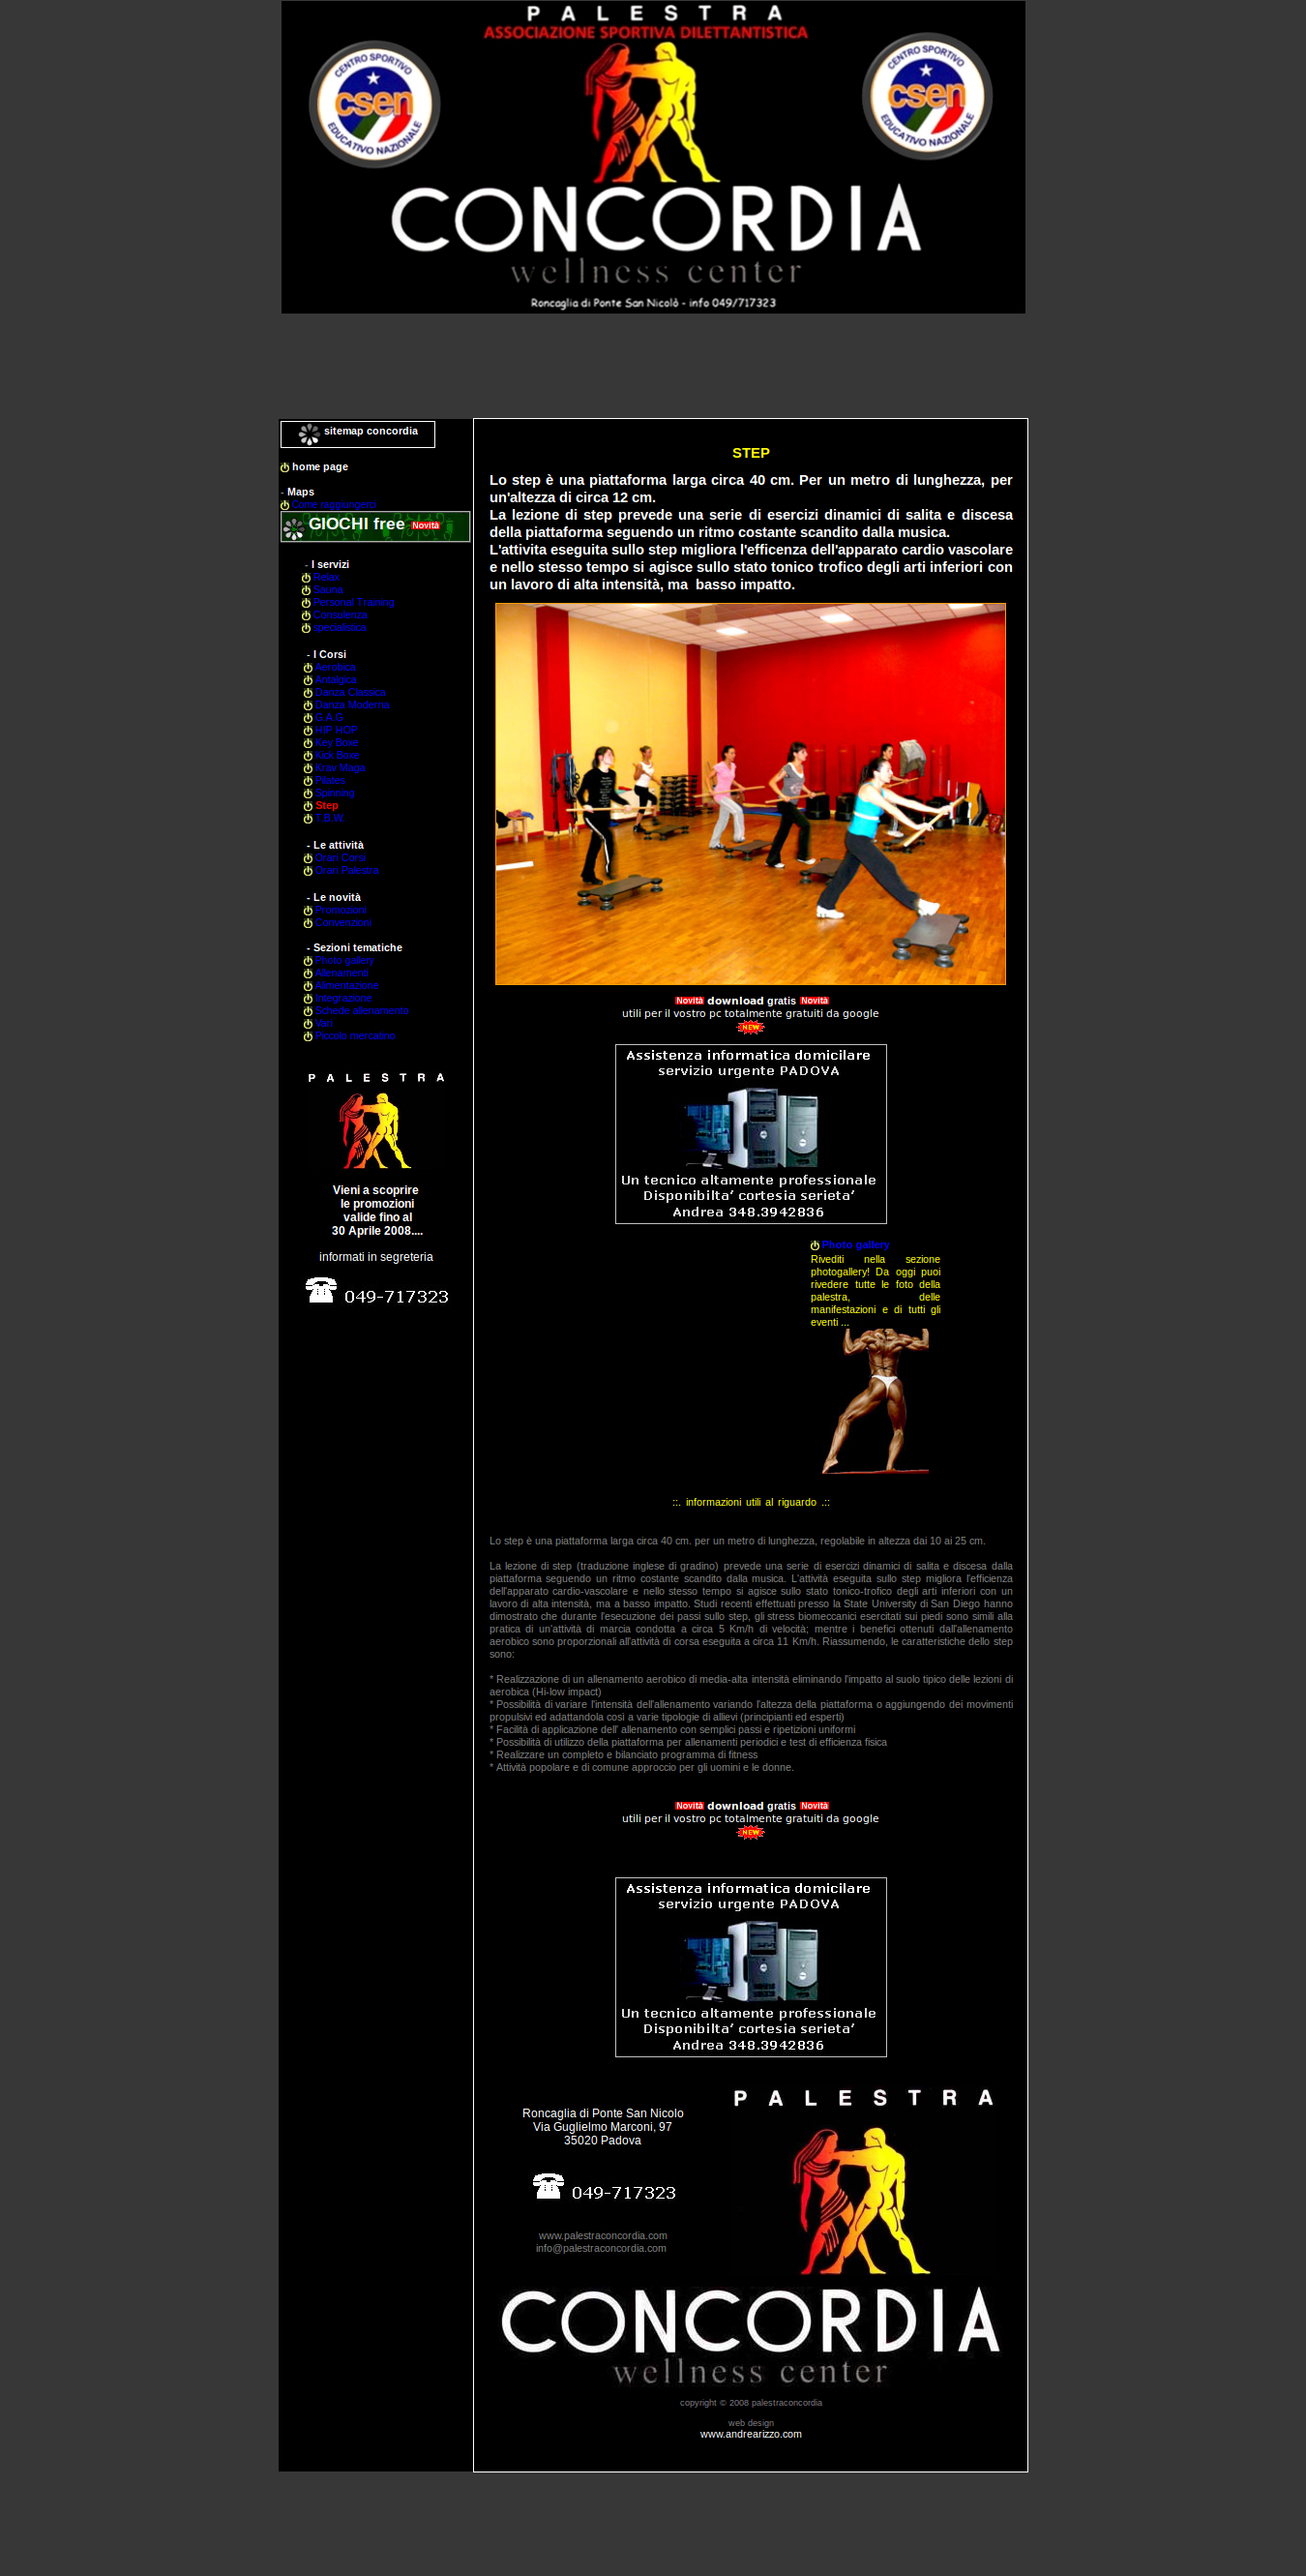 PALESTRA
ASSOCIAZIONE SPORTIVA DILETTANTISTICA
CENTRO SPORTIVO
csen
EDUCATIVO NAZIONALE
CENTRO SPORTIVO
csen
EDUCATIVO NAZIONALE
CONCORDIA
wellness center
Roncaglia di Ponte San Nicolò - info 049/717323
sitemap concordia
home page
- Maps
Come raggiungerci
GIOCHI free Novità
- I servizi
Relax
Sauna
Personal Training
Consulenza
specialistica
- I Corsi
Aerobica
Antalgica
Danza Classica
Danza Moderna
G.A.G
HIP HOP
Key Boxe
Kick Boxe
Krav Maga
Pilates
Spinning
Step
T.B.W.
- Le attività
Orari Corsi
Orari Palestra
- Le novità
Promozioni
Convenzioni
- Sezioni tematiche
Photo gallery
Allenamenti
Alimentazione
Integrazione
Schede allenamento
Vari
Piccolo mercatino
PALESTRA
Vieni a scoprire
le promozioni
valide fino al
30 Aprile 2008....
informati in segreteria
049-717323
STEP
Lo step è una piattaforma larga circa 40 cm. Per un metro di lunghezza, per
un'altezza di circa 12 cm.
La lezione di step prevede una serie di esercizi dinamici di salita e discesa
della piattaforma seguendo un ritmo costante scandito dalla musica.
L'attivita eseguita sullo step migliora l'efficenza dell'apparato cardio vascolare
e nello stesso tempo si agisce sullo stato tonico trofico degli arti inferiori con
un lavoro di alta intensità, ma basso impatto.
Novità download gratis Novità
utili per il vostro pc totalmente gratuiti da google
NEW
Assistenza informatica domicilare
servizio urgente PADOVA
Un tecnico altamente professionale
Disponibilta' cortesia serieta'
Andrea 348.3942836
Photo gallery
Rivediti nella sezione
photogallery! Da oggi puoi
rivedere tutte le foto della
palestra, delle
manifestazioni e di tutti gli
eventi ...
::. informazioni utili al riguardo .::
Lo step è una piattaforma larga circa 40 cm. per un metro di lunghezza, regolabile in altezza dai 10 ai 25 cm.
La lezione di step (traduzione inglese di gradino) prevede una serie di esercizi dinamici di salita e discesa dalla
piattaforma seguendo un ritmo costante scandito dalla musica. L'attività eseguita sullo step migliora l'efficienza
dell'apparato cardio-vascolare e nello stesso tempo si agisce sullo stato tonico-trofico degli arti inferiori con un
lavoro di alta intensità, ma a basso impatto. Studi recenti effettuati presso la State University di San Diego hanno
dimostrato che durante l'esecuzione dei passi sullo step, gli stress biomeccanici esercitati sui piedi sono simili alla
pratica di un'attività di marcia condotta a circa 5 Km/h di velocità; mentre i benefici ottenuti dall'allenamento
aerobico sono proporzionali all'attività di corsa eseguita a circa 11 Km/h. Riassumendo, le caratteristiche dello step
sono:
* Realizzazione di un allenamento aerobico di media-alta intensità eliminando l'impatto al suolo tipico delle lezioni di
aerobica (Hi-low impact)
* Possibilità di variare l'intensità dell'allenamento variando l'altezza della piattaforma o aggiungendo dei movimenti
propulsivi ed adattandola così a varie tipologie di allievi (principianti ed esperti)
* Facilità di applicazione dell' allenamento con semplici passi e ripetizioni uniformi
* Possibilità di utilizzo della piattaforma per allenamenti periodici e test di efficienza fisica
* Realizzare un completo e bilanciato programma di fitness
* Attività popolare e di comune approccio per gli uomini e le donne.
Novità download gratis Novità
utili per il vostro pc totalmente gratuiti da google
NEW
Assistenza informatica domicilare
servizio urgente PADOVA
Un tecnico altamente professionale
Disponibilta' cortesia serieta'
Andrea 348.3942836
Roncaglia di Ponte San Nicolo
Via Guglielmo Marconi, 97
35020 Padova
049-717323
www.palestraconcordia.com
info@palestraconcordia.com
PALESTRA
CONCORDIA
wellness center
copyright © 2008 palestraconcordia
web design
www.andrearizzo.com